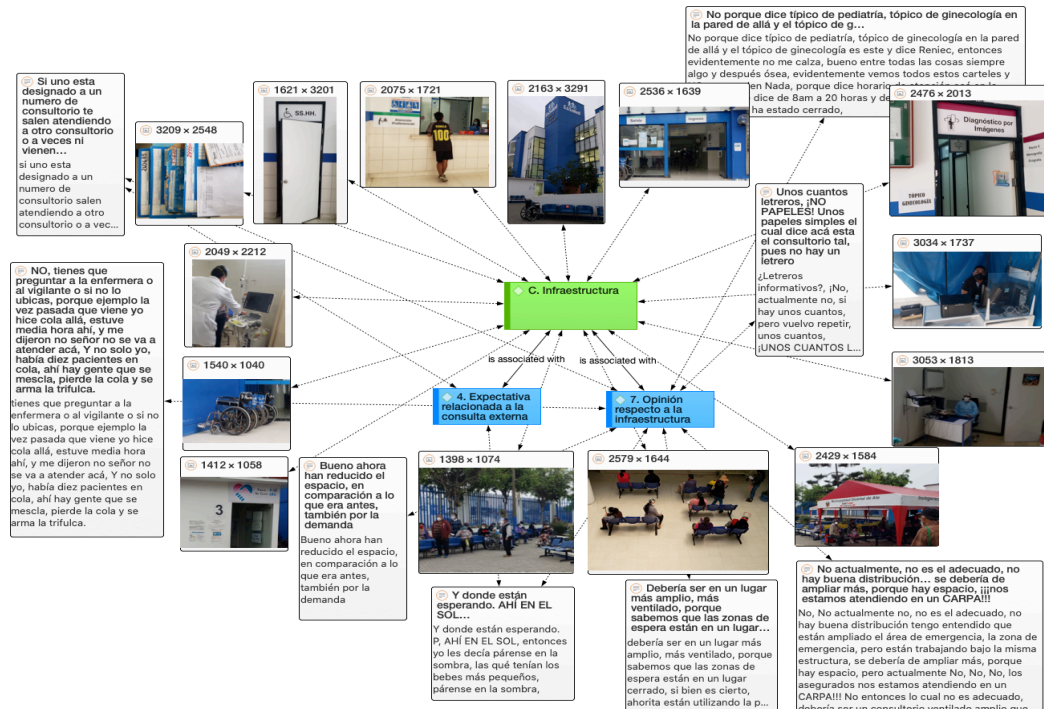 No porque dice típico de pediatría, tópico de ginecología en
la pared de allá y el tópico de g...
No porque dice típico de pediatría, tópico de ginecología en la pared
de allá y el tópico de ginecología es este y dice Reniec, entonces
evidentemente no me calza, bueno entre todas las cosas siempre
algo y después ósea, evidentemente vemos todos estos carteles y
en Nada, porque dice horario
dice de 8am a 20 horas y de
ha estado cerrado,
Si uno esta
designado a un
numero de
consultorio te
salen atendiendo
a otro consultorio
o a veces ni
vienen...
si uno esta
designado a un
numero de
consultorio salen
atendiendo a otro
consultorio o a vec...
3209 × 2548
1621 × 3201
SS.HH.
2075 × 1721
100
2163 × 3291
2536 × 1639
2476 × 2013
Diagnóstico por
Imágenes
TÓPICO
GINECOLOGÍA
Unos cuantos
letreros, ¡NO
PAPELES! Unos
papeles simples el
cual dice acá esta
el consultorio tal,
pues no hay un
letrero
¿Letreros
informativos?, ¡No,
actualmente no, si
hay unos cuantos,
pero vuelvo repetir,
unos cuantos,
¡UNOS CUANTOS L...
2049 × 2212
3034 × 1737
C. Infraestructura
NO, tienes que
preguntar a la enfermera o
al vigilante o si no lo
ubicas, porque ejemplo la
vez pasada que viene yo
hice cola allá, estuve
media hora ahí, y me
dijeron no señor no se va a
atender acá, Y no solo yo,
había diez pacientes en
cola, ahí hay gente que se
mescla, pierde la cola y se
arma la trifulca.
tienes que preguntar a la
enfermera o al vigilante o si no
lo ubicas, porque ejemplo la
vez pasada que viene yo hice
cola allá, estuve media hora
ahí, y me dijeron no señor no
se va a atender acá, Y no solo
yo, había diez pacientes en
cola, ahí hay gente que se
mescla, pierde la cola y se
arma la trifulca.
1540 × 1040
is associated with
is associated with
3053 × 1813
4. Expectativa
relacionada a la
consulta externa
7. Opinión
respecto a la
infraestructura
1412 × 1058
3
Bueno ahora
han reducido el
espacio, en
comparación a lo
que era antes,
también por la
demanda
Bueno ahora han
reducido el espacio,
en comparación a lo
que era antes,
también por la
demanda
1398 × 1074
2579 × 1644
2429 × 1584
Y donde están
esperando. AHÍ EN EL
SOL...
Y donde están esperando.
P, AHÍ EN EL SOL, entonces
yo les decía párense en la
sombra, las qué tenían los
bebes más pequeños,
párense en la sombra,
Debería ser en un lugar
más amplio, más
ventilado, porque
sabemos que las zonas de
espera están en un lugar...
debería ser en un lugar más
amplio, más ventilado, porque
sabemos que las zonas de
espera están en un lugar
cerrado, si bien es cierto,
ahorita están utilizando la p...
No actualmente, no es el adecuado, no
hay buena distribución... se debería de
ampliar más, porque hay espacio, ¡¡¡nos
estamos atendiendo en un CARPA!!!
No, No actualmente no, no es el adecuado, no
hay buena distribución tengo entendido que
están ampliado el área de emergencia, la zona de
emergencia, pero están trabajando bajo la misma
estructura, se debería de ampliar más, porque
hay espacio, pero actualmente No, No, No, los
asegurados nos estamos atendiendo en un
CARPA!!! No entonces lo cual no es adecuado,
debería ser un consultorio ventilado amplio que